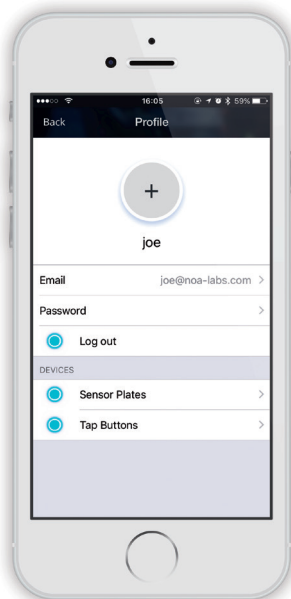 16:05 59%
Back Profile
+
joe
Email joe@noa-labs.com >
Password >
Log out
DEVICES
Sensor Plates >
Tap Buttons >